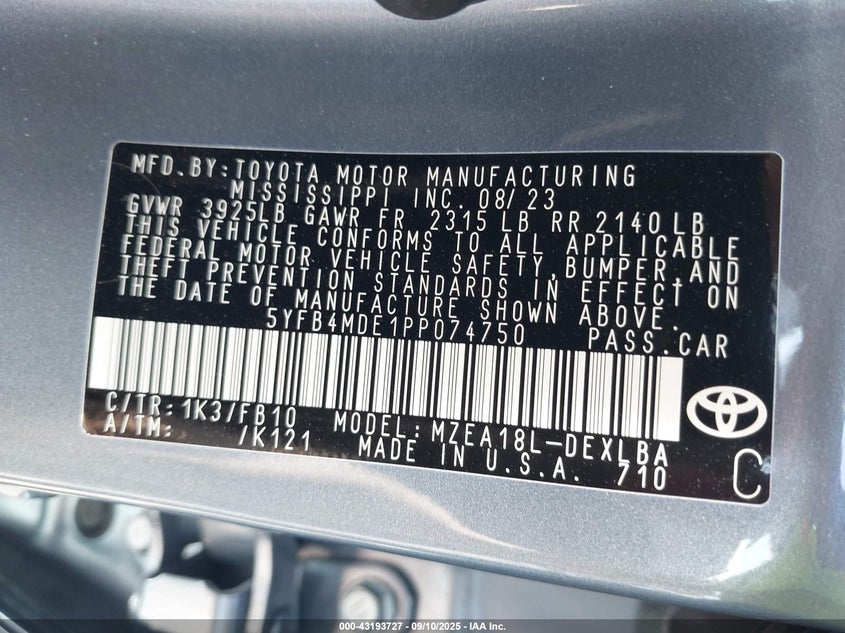 MFD.BY:TOYOTA MOTOR MANUFACTURING
MISSISSIPPI INC. 08/23
GVWR 3925LB GAWR FR 2315 LB RR 2140 LB
THIS VEHICLE CONFORMS TO ALL APPLICABLE
FEDERAL MOTOR VEHICLE SAFETY,BUMPER,AND
THEFT PREVENTION STANDARDS IN EFFECT ON
THE DATE OF MANUFACTURE SHOWN ABOVE.
5YFB4MDE1PP074750 PASS.CAR
C/TR:1K3/FB10 MODEL:MZEA18L-DEXLBA
A/TM: /K121 MADE IN U.S.A. 710
C
000-43193727 - 09/10/2025 - IAA Inc.